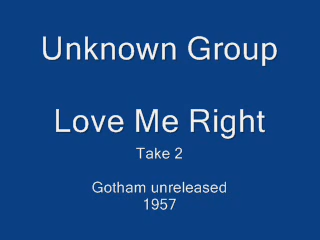 Unknown Group
Love Me Right
Take 2
Gotham unreleased
1957